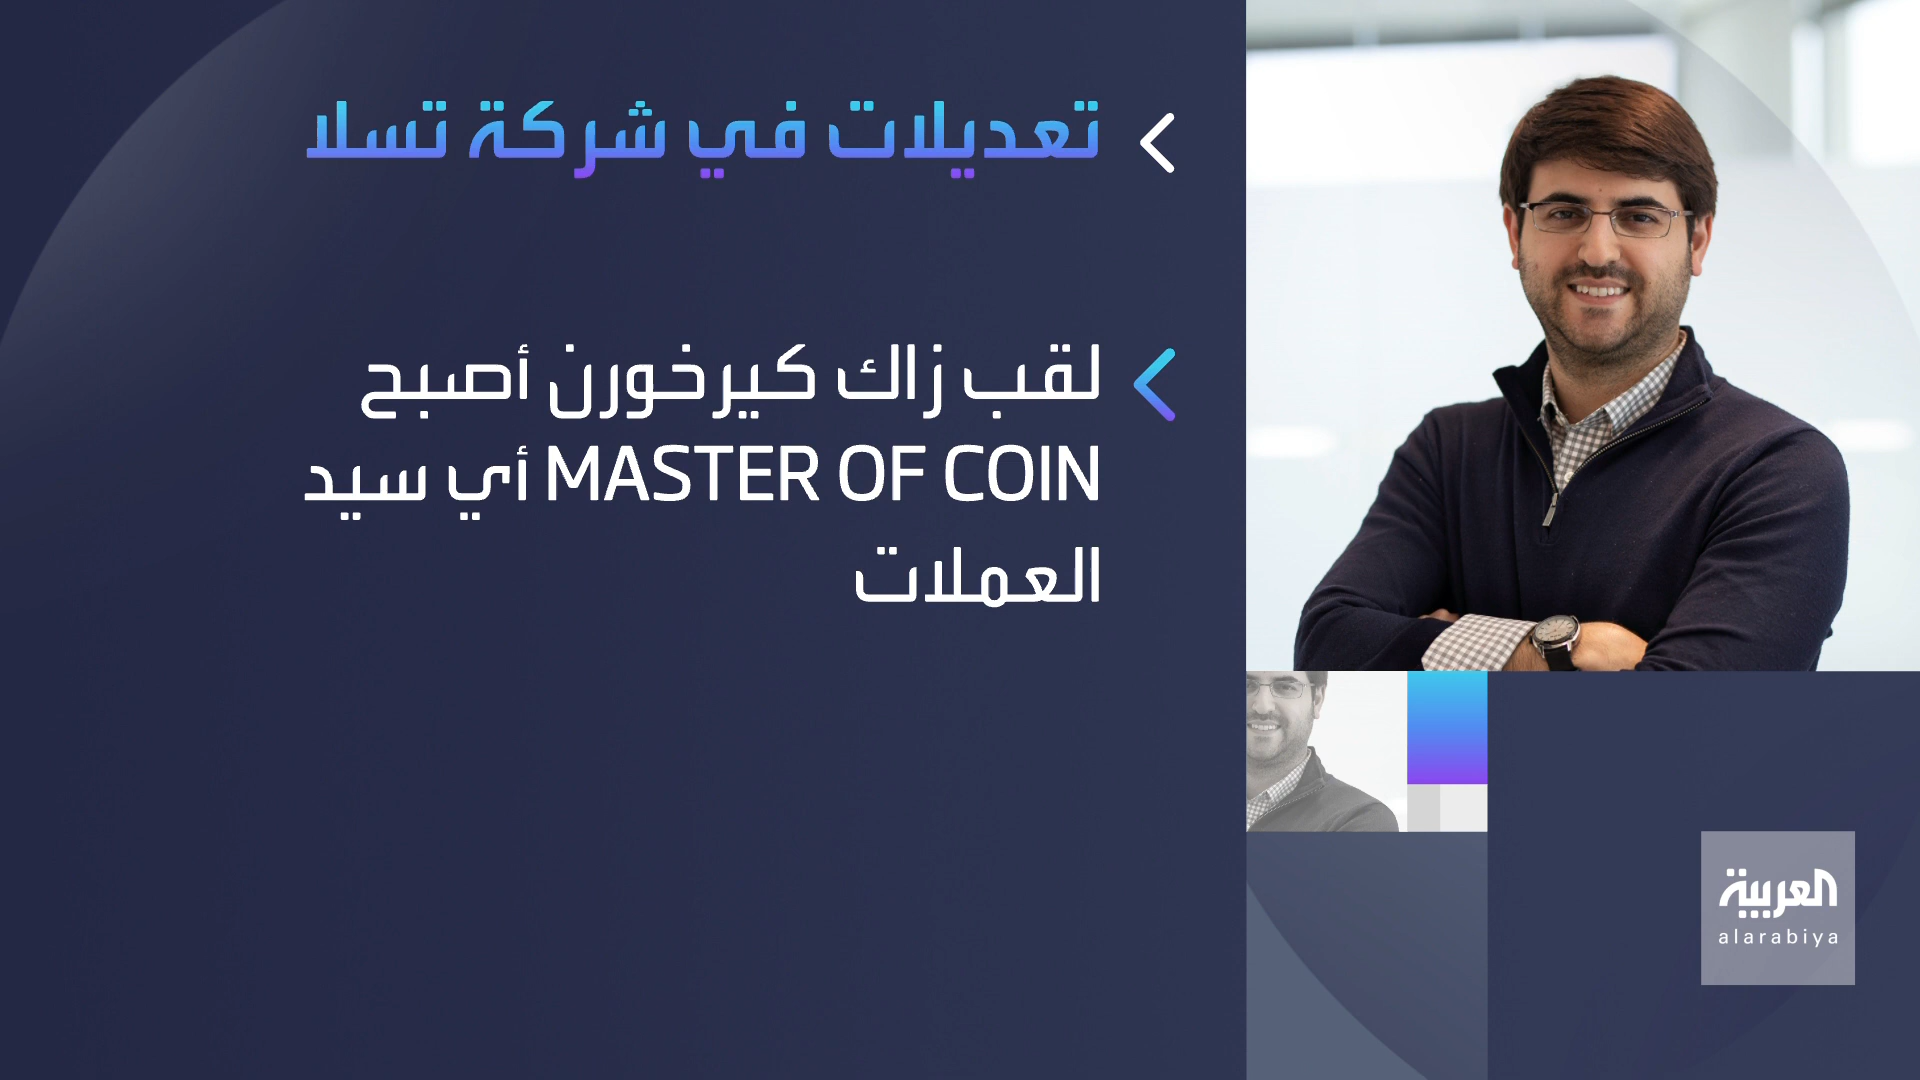 تعديلات في شركة تسلا
لقب زاك كيرخورن أصبح
MASTER OF COIN أي سيد
العملات
العربية
alarabiya